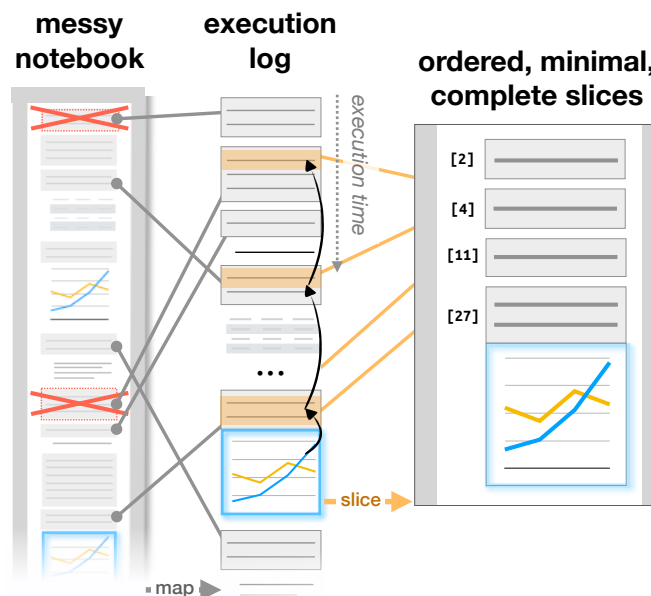 messy
notebook
execution
log
ordered, minimal,
complete slices
execution time
[2]
[4]
[11]
[27]
•••
slice
map